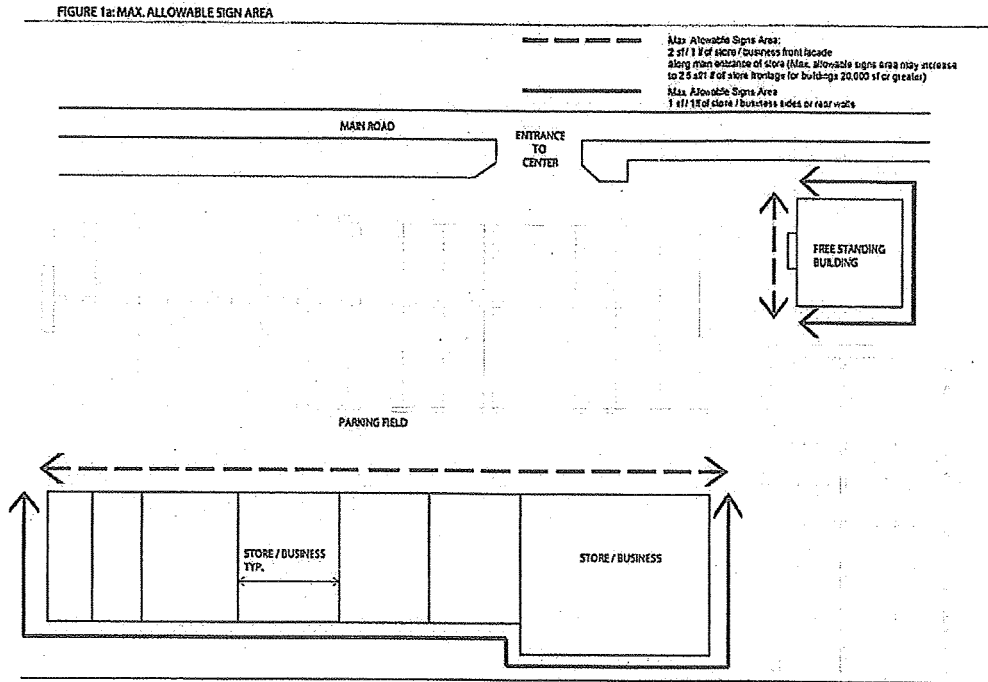 FIGURE 1a: MAX. ALLOWABLE SIGN AREA
Max Allowable Signs Area:
2 sf / 1 lf of store / business front facade
along main entrance of store (Max. allowable signs area may increase
to 2.5 sf/1 lf of store frontage for buildings 20,000 sf or greater)
Max Allowable Signs Area
1 sf / 1 lf of store / business sides or rear walls
MAIN ROAD
ENTRANCE
TO
CENTER
FREE STANDING
BUILDING
PARKING FIELD
STORE / BUSINESS
TYP.
STORE / BUSINESS